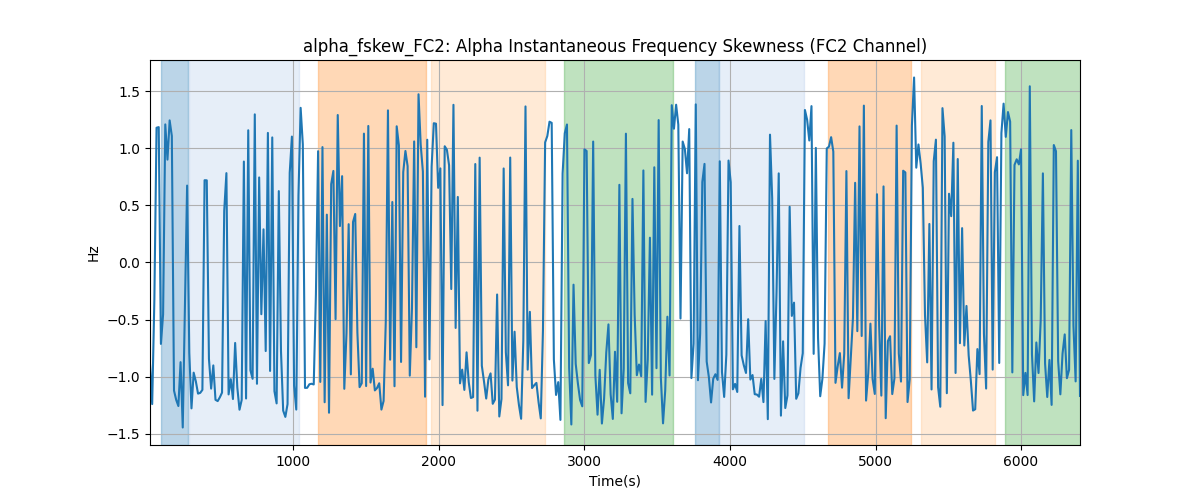 alpha_fskew_FC2: Alpha Instantaneous Frequency Skewness (FC2 Channel)
Hz
1.5
1.0
0.5
0.0
−0.5
−1.0
−1.5
1000 2000 3000 4000 5000 6000
Time(s)